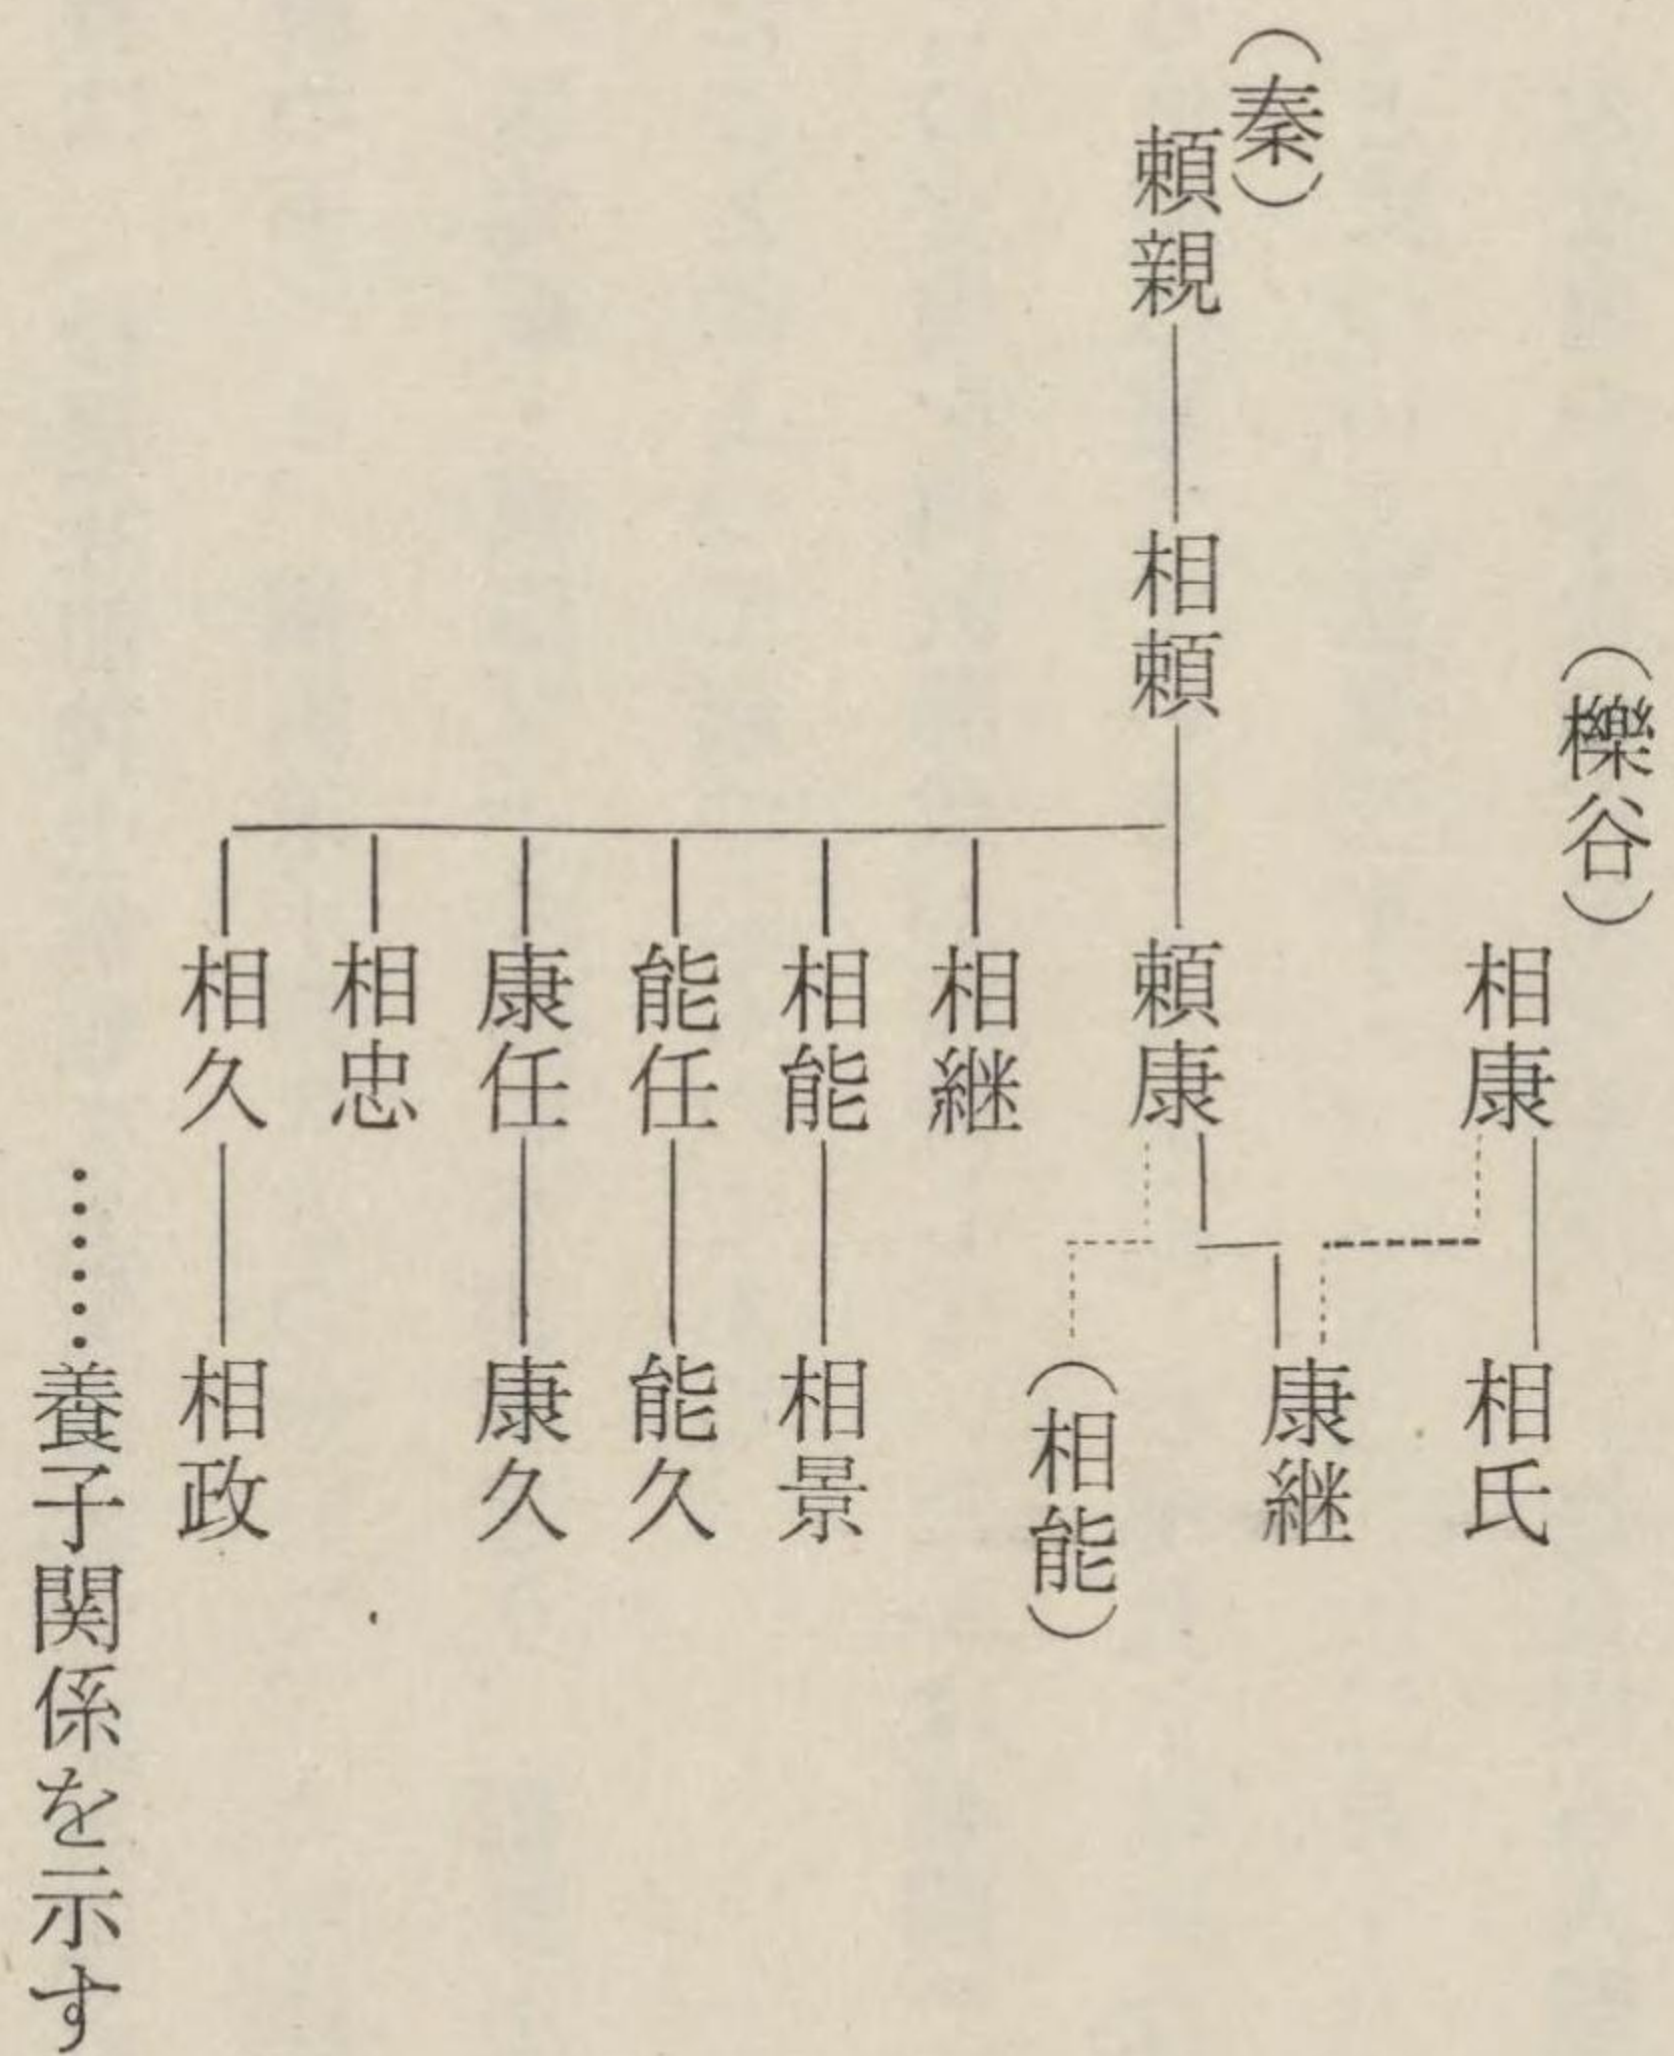 （櫟谷）
相康
相氏
康継
（秦）
頼親
相頼
頼康
（相能）
相継
相能
相景
能任
能久
康任
康久
相忠
相久
相政
……養子関係を示す